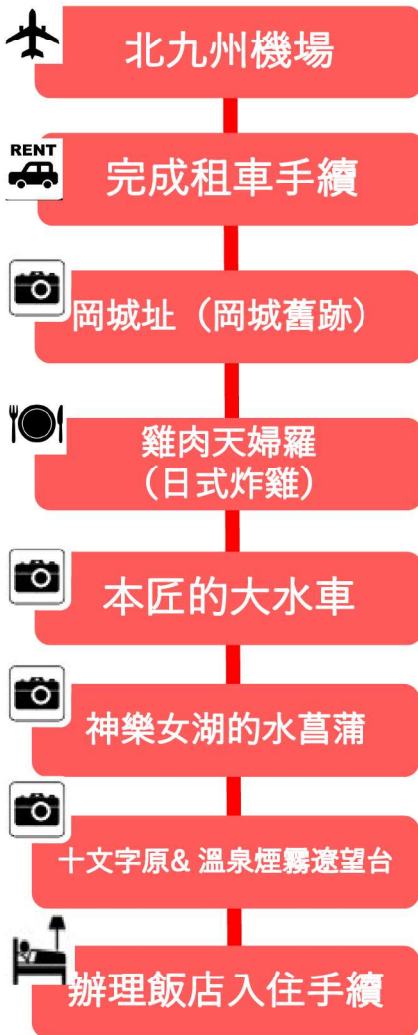 北九州機場
RENT
完成租車手續
岡城址（岡城舊跡）
雞肉天婦羅
（日式炸雞）
本匠的大水車
神樂女湖的水菖蒲
十文字原& 溫泉煙霧遼望台
辦理飯店入住手續